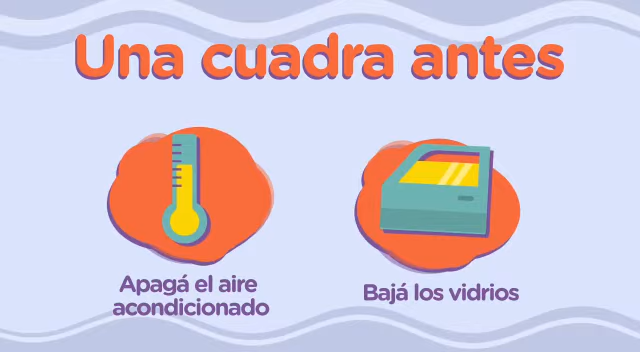 Una cuadra antes
Apagá el aire
acondicionado
Bajá los vidrios